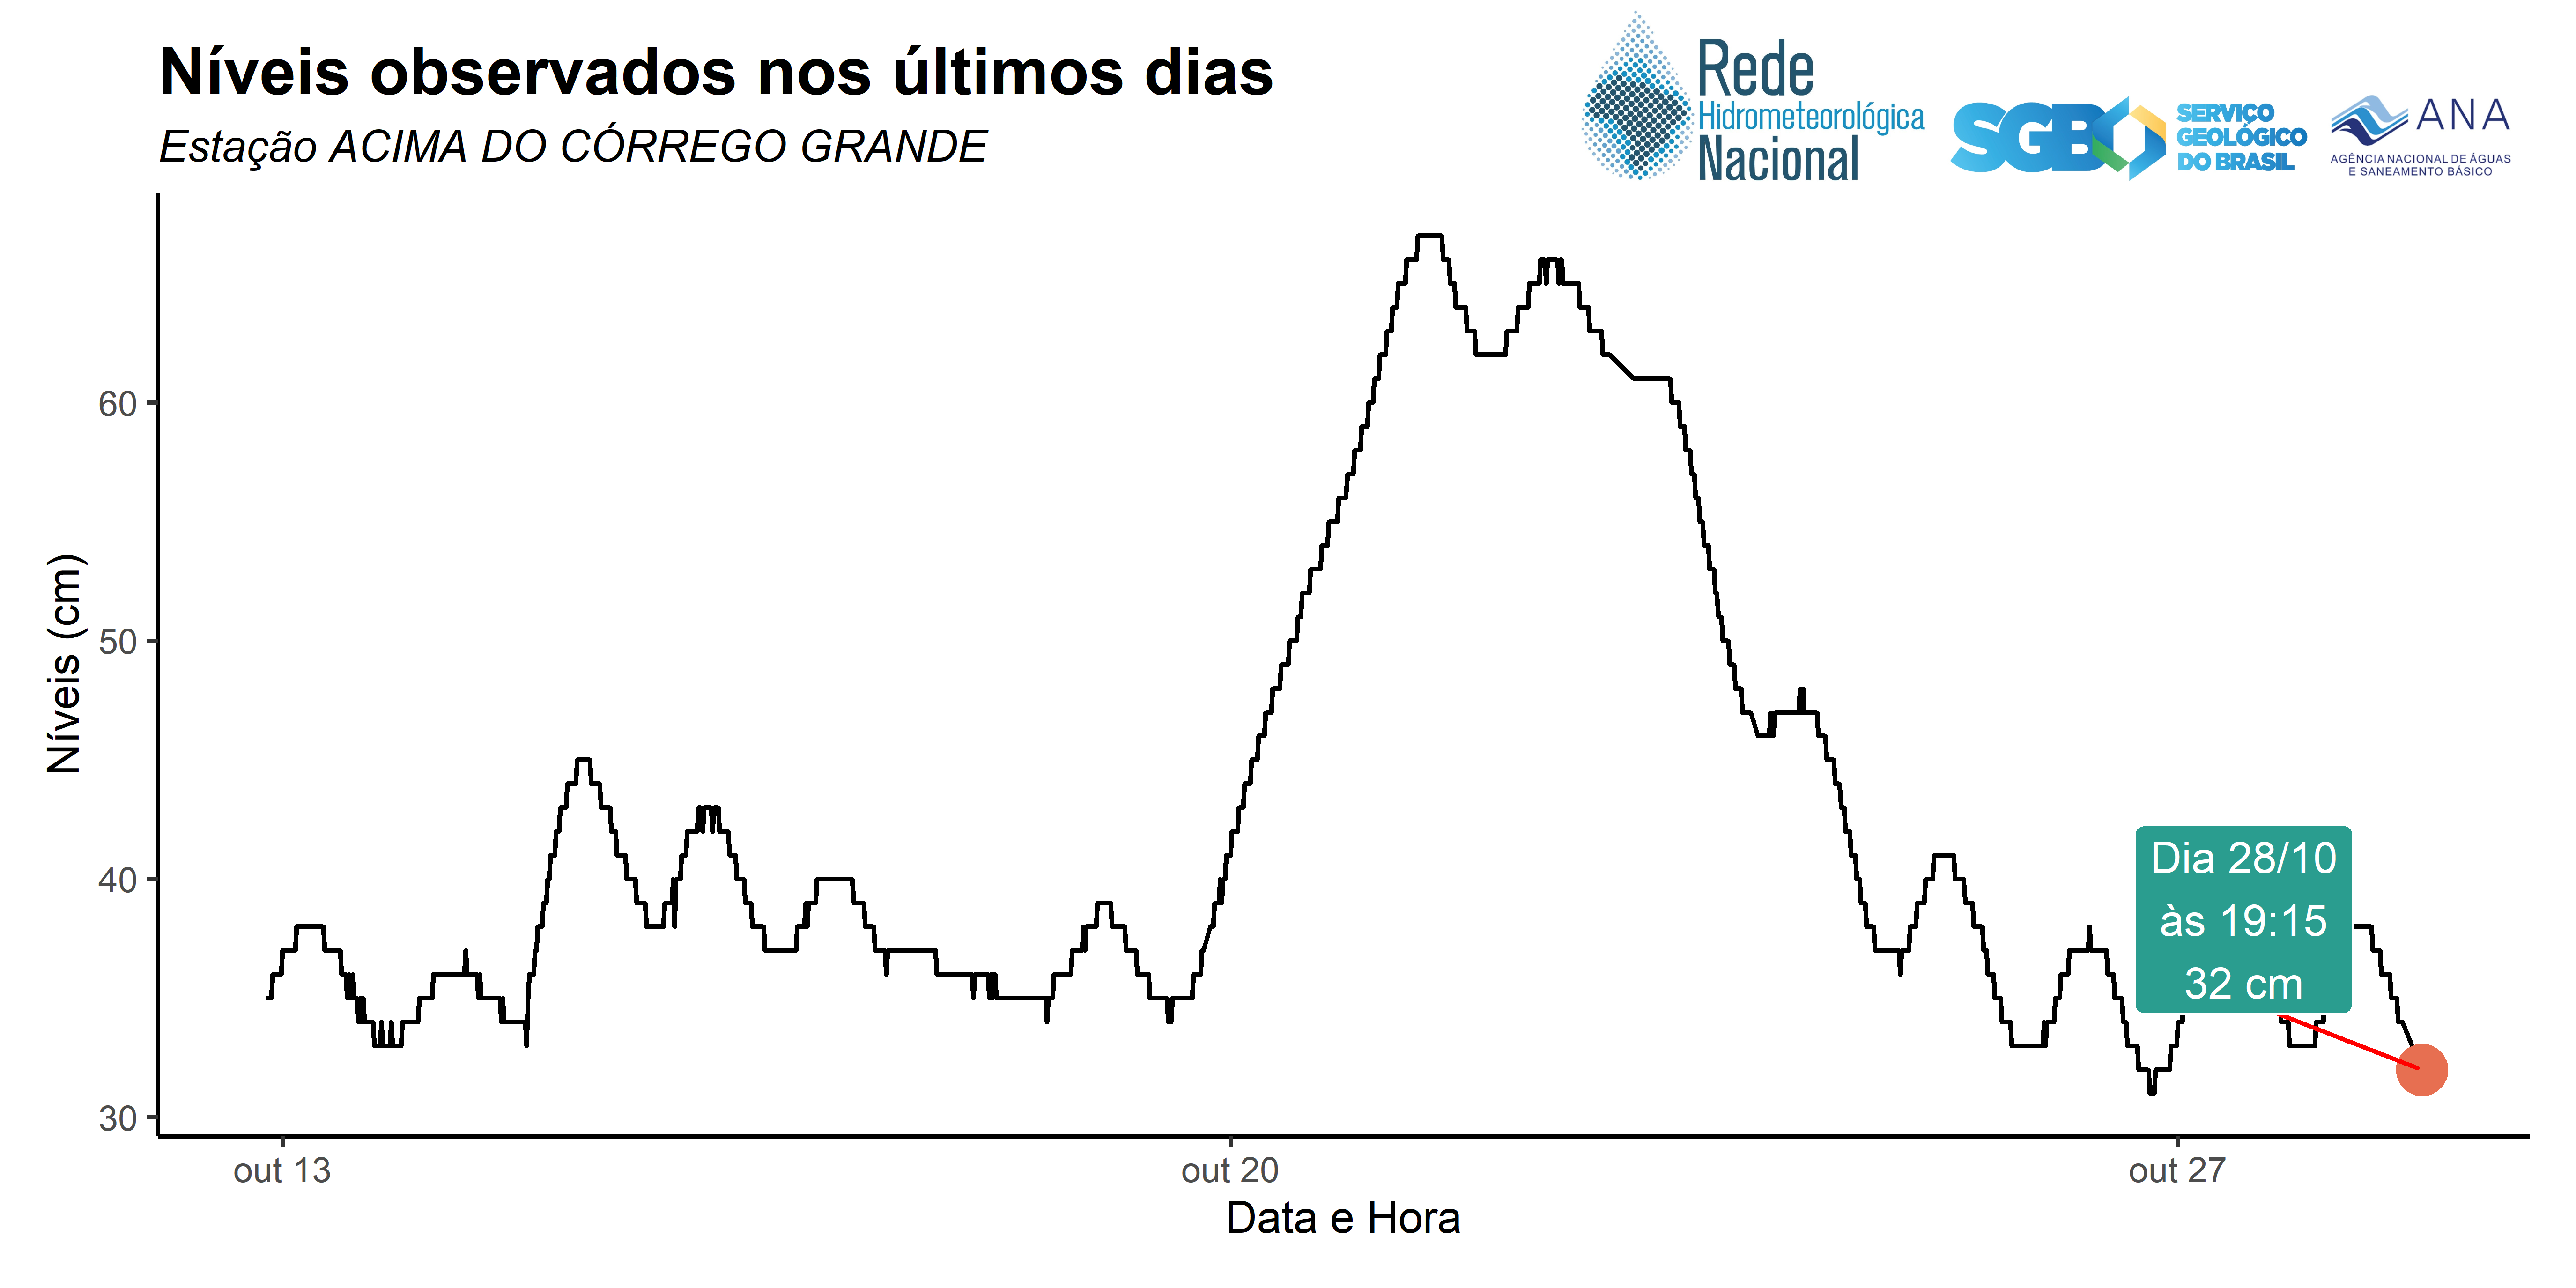 Níveis observados nos últimos dias
Estação ACIMA DO CÓRREGO GRANDE
Rede
Hidrometeorológica
Nacional
SGB
SERVIÇO
GEOLÓGICO
DO BRASIL
ANA
AGÊNCIA NACIONAL DE ÁGUAS
E SANEAMENTO BÁSICO
Níveis (cm)
60
50
40
30
Dia 28/10
às 19:15
32 cm
out 13
out 20
out 27
Data e Hora